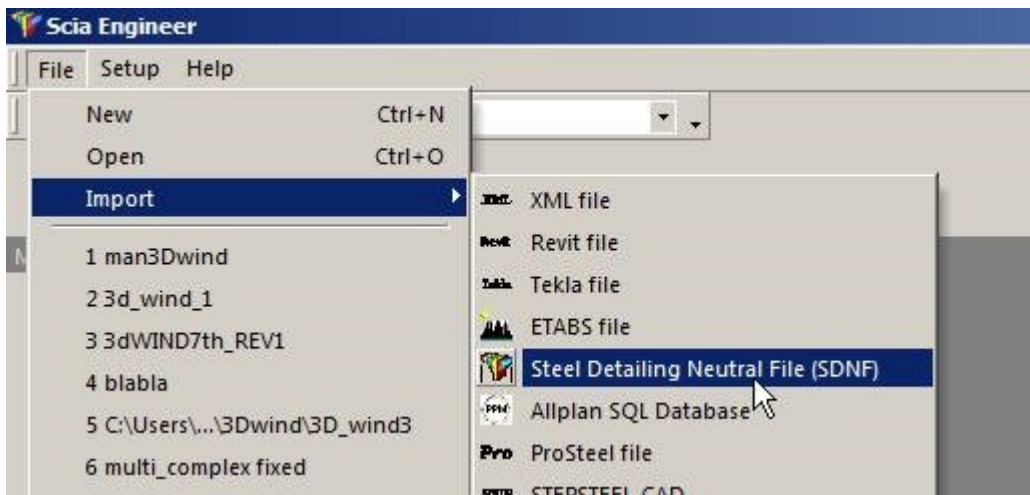 Scia Engineer
File Setup Help
New Ctrl+N
Open Ctrl+O
Import
XML file
Revit file
Tekla file
ETABS file
Steel Detailing Neutral File (SDNF)
Allplan SQL Database
ProSteel file
STEPSTEEL CAD
1 man3Dwind
2 3d_wind_1
3 3dWIND7th_REV1
4 blabla
5 C:\Users\...\3Dwind\3D_wind3
6 multi_complex fixed